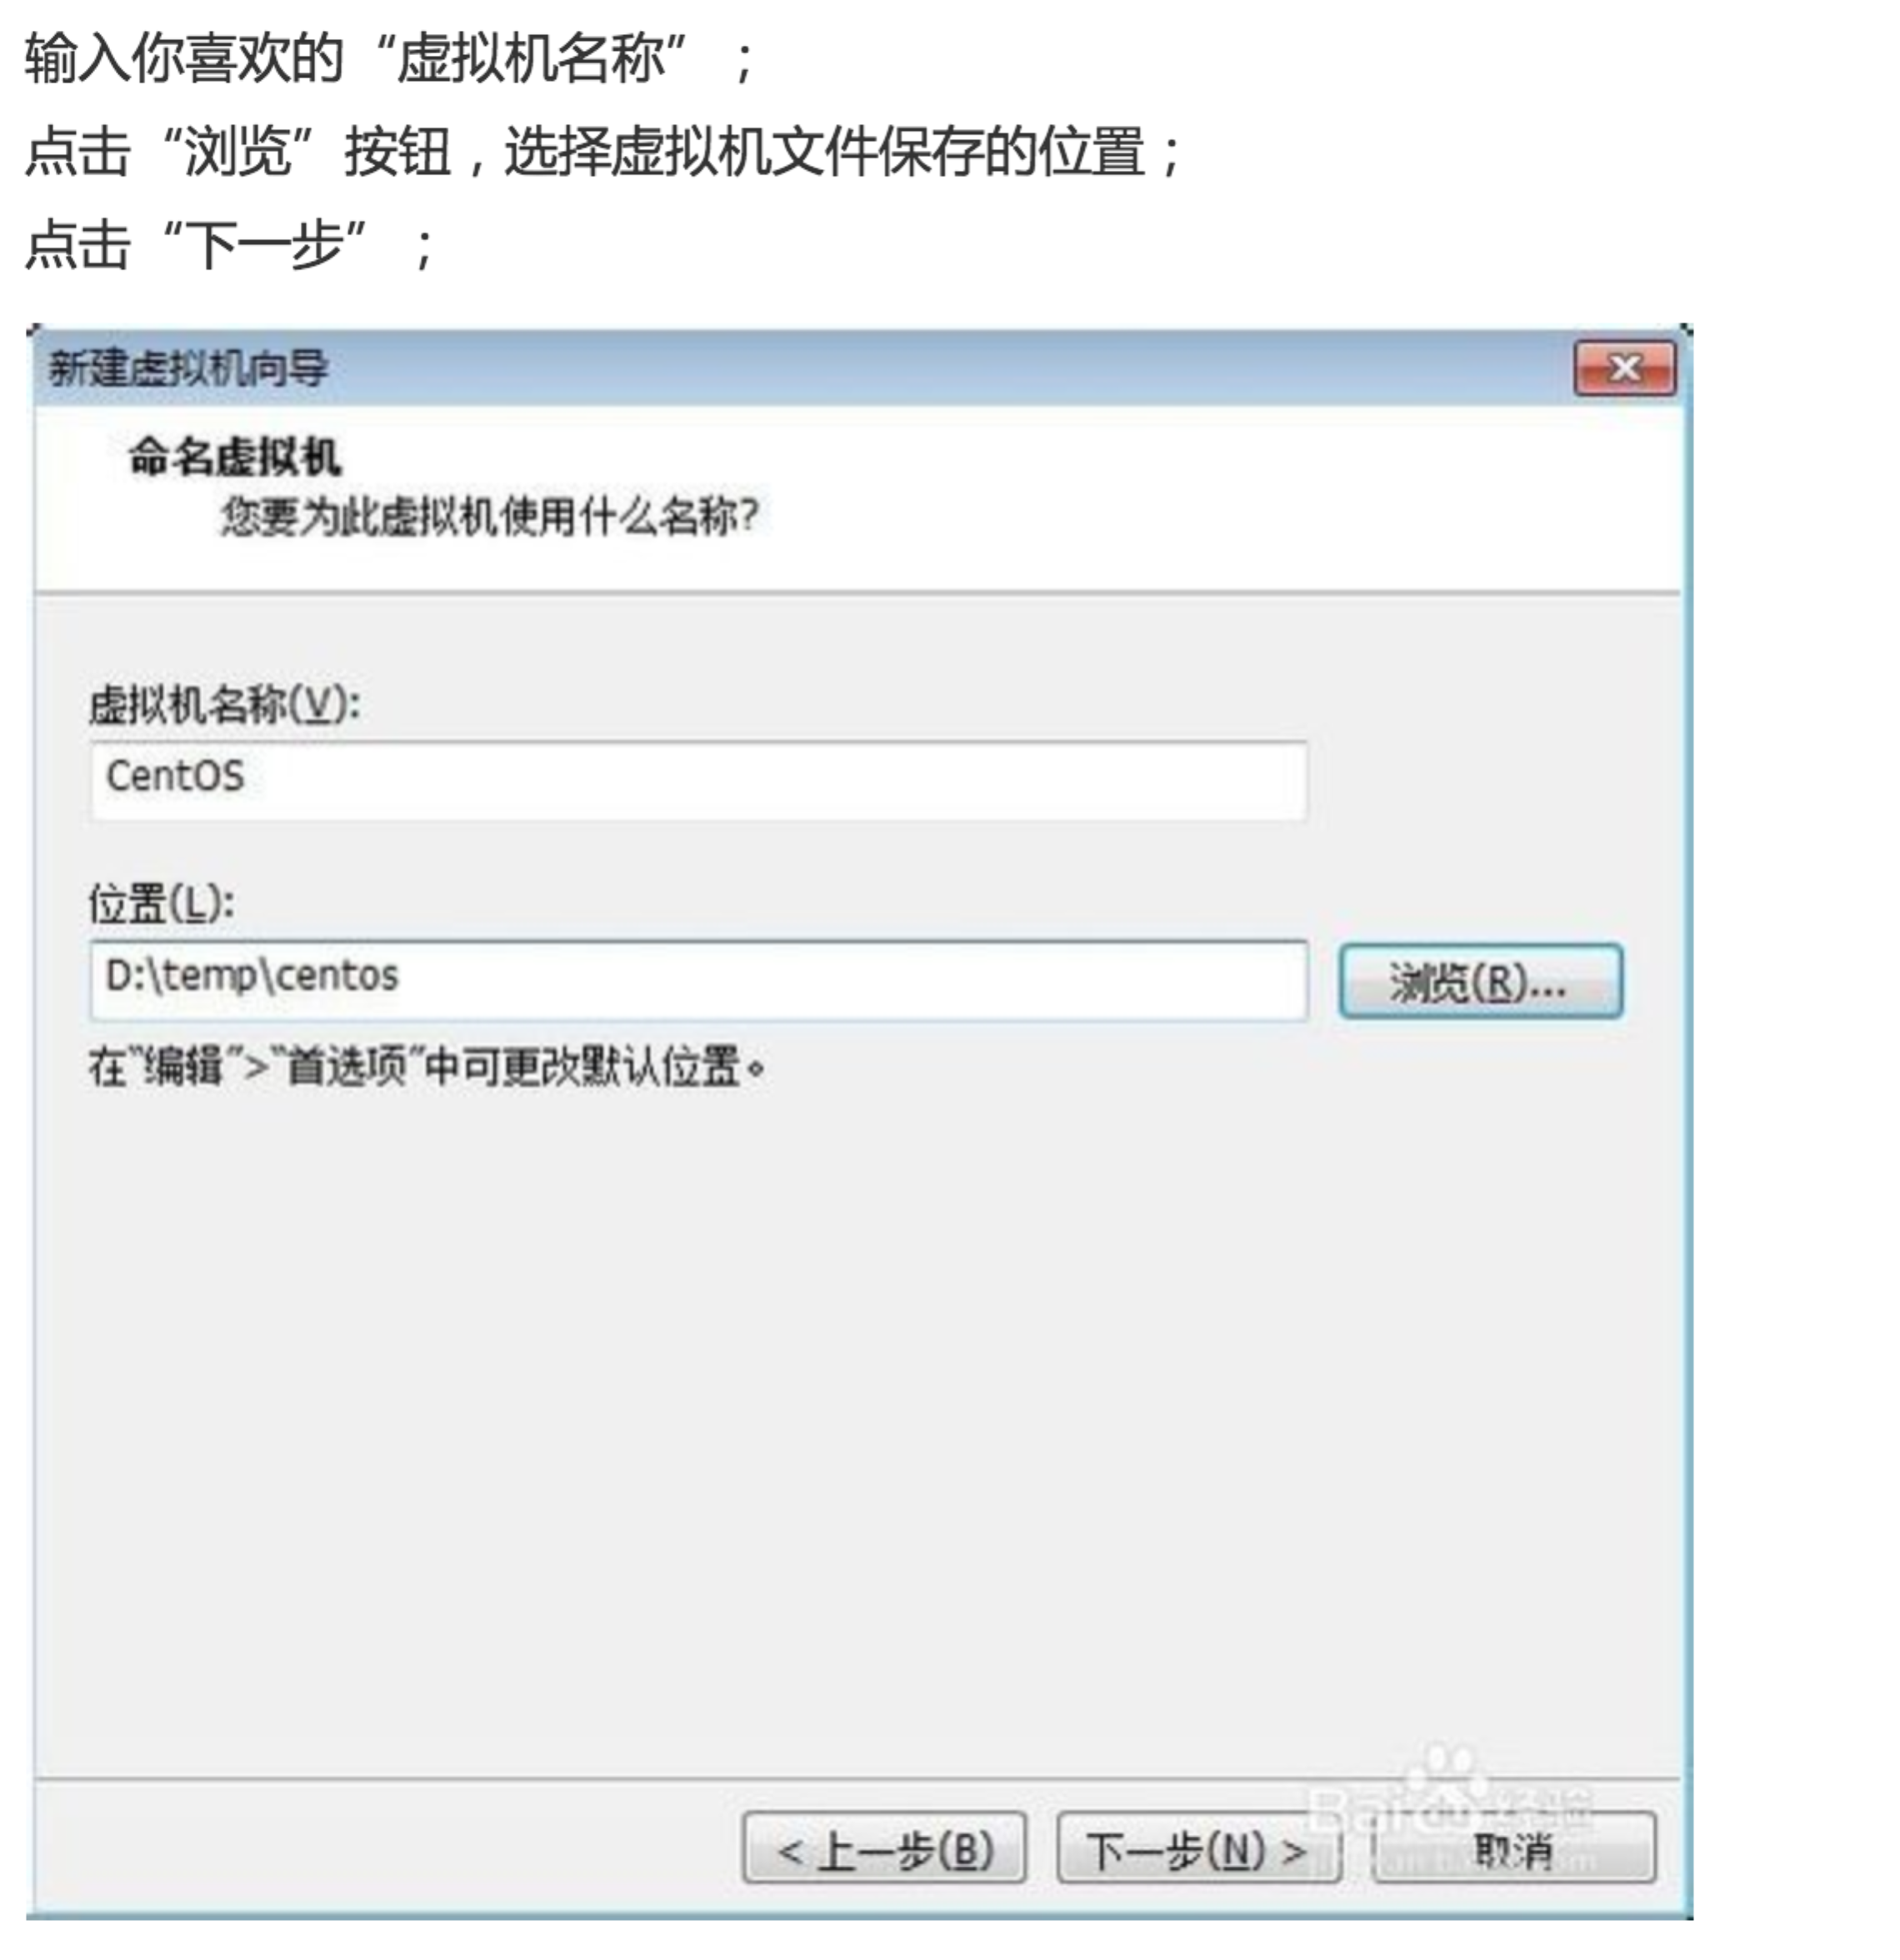 输入你喜欢的“虚拟机名称”；
点击“浏览”按钮，选择虚拟机文件保存的位置；
点击“下一步”；
新建虚拟机向导
命名虚拟机
您要为此虚拟机使用什么名称?
虚拟机名称(V):
CentOS
位置(L):
D:\temp\centos
浏览(R)...
在“编辑”>“首选项”中可更改默认位置。
Baidu 经验
< 上一步(B)
下一步(N) >
取消